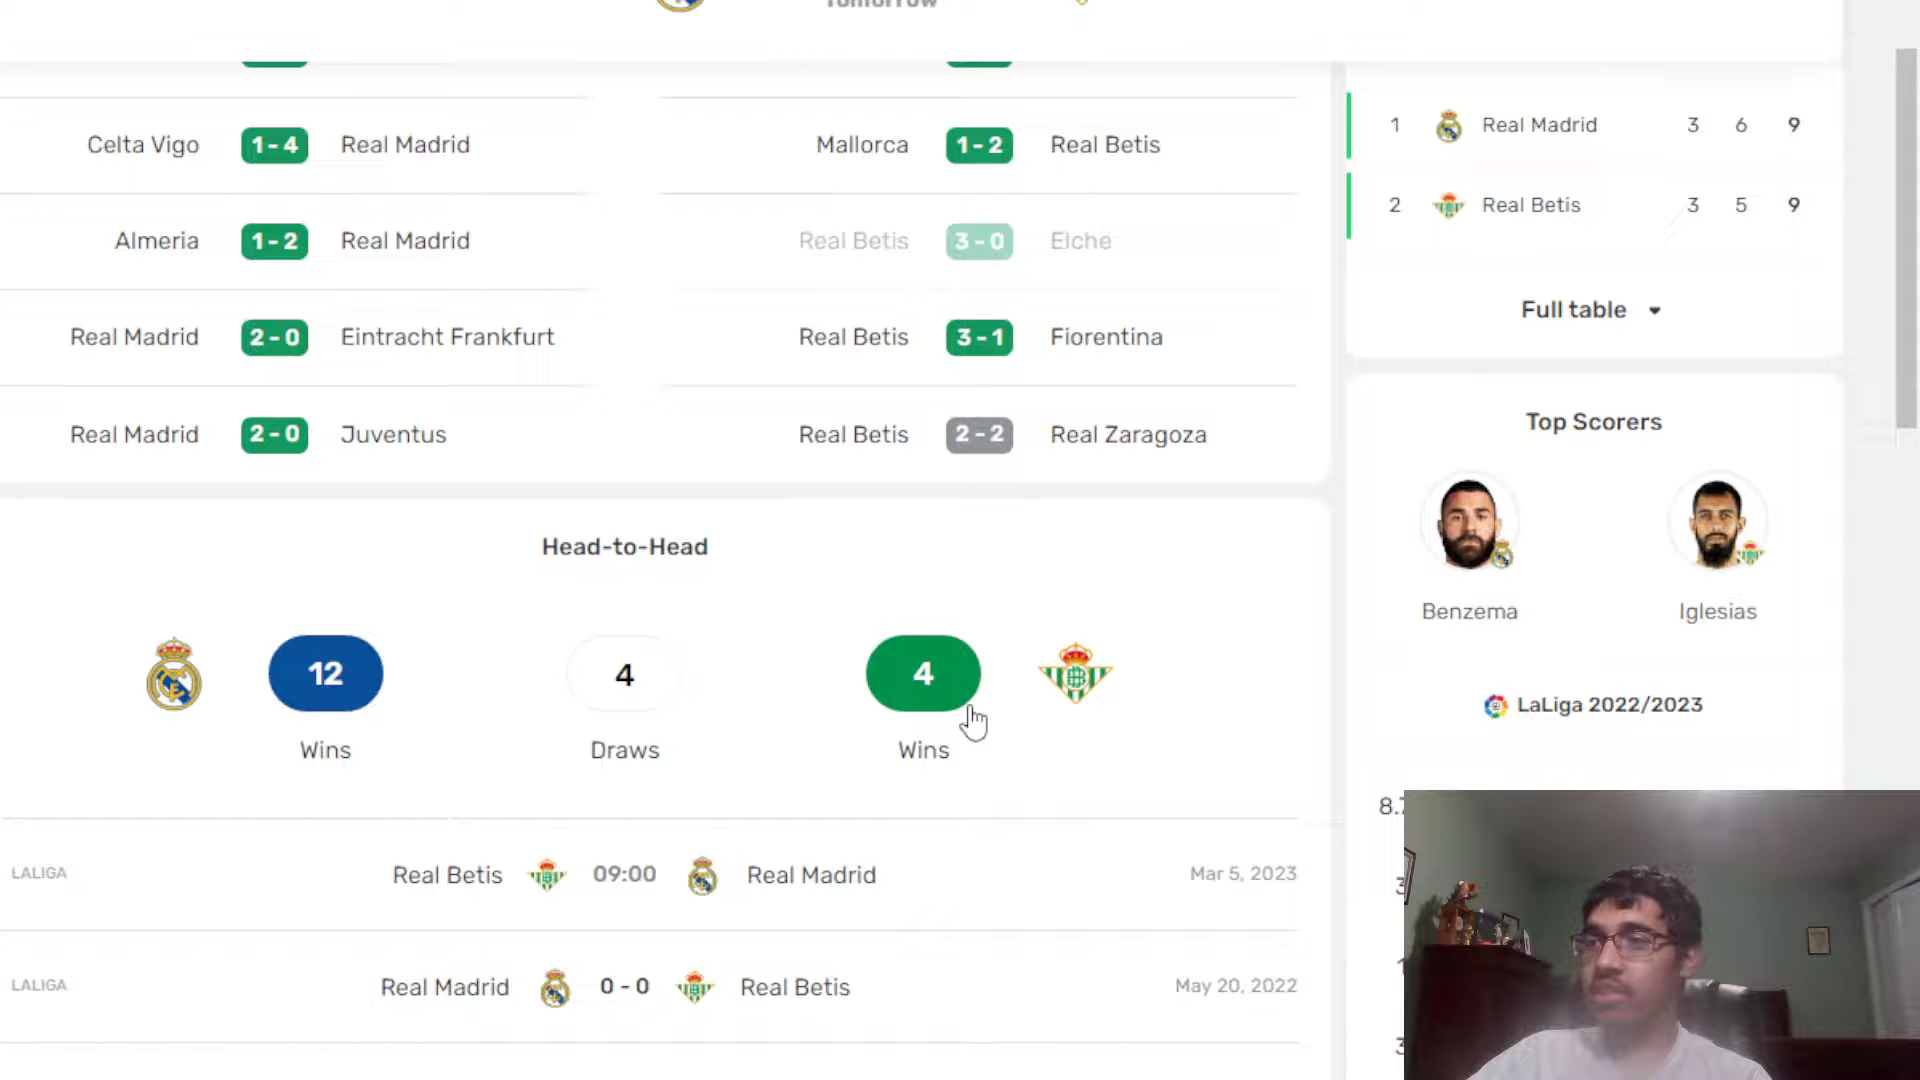 Tomorrow
Celta Vigo 1 - 4 Real Madrid
Mallorca 1 - 2 Real Betis
Almeria 1 - 2 Real Madrid
Real Betis 3 - 0 Elche
Real Madrid 2 - 0 Eintracht Frankfurt
Real Betis 3 - 1 Fiorentina
Real Madrid 2 - 0 Juventus
Real Betis 2 - 2 Real Zaragoza
1 Real Madrid 3 6 9
2 Real Betis 3 5 9
Full table
Top Scorers
Benzema Iglesias
LaLiga 2022/2023
Head-to-Head
12 4 4
Wins Draws Wins
LALIGA Real Betis 09:00 Real Madrid Mar 5, 2023
LALIGA Real Madrid 0 - 0 Real Betis May 20, 2022